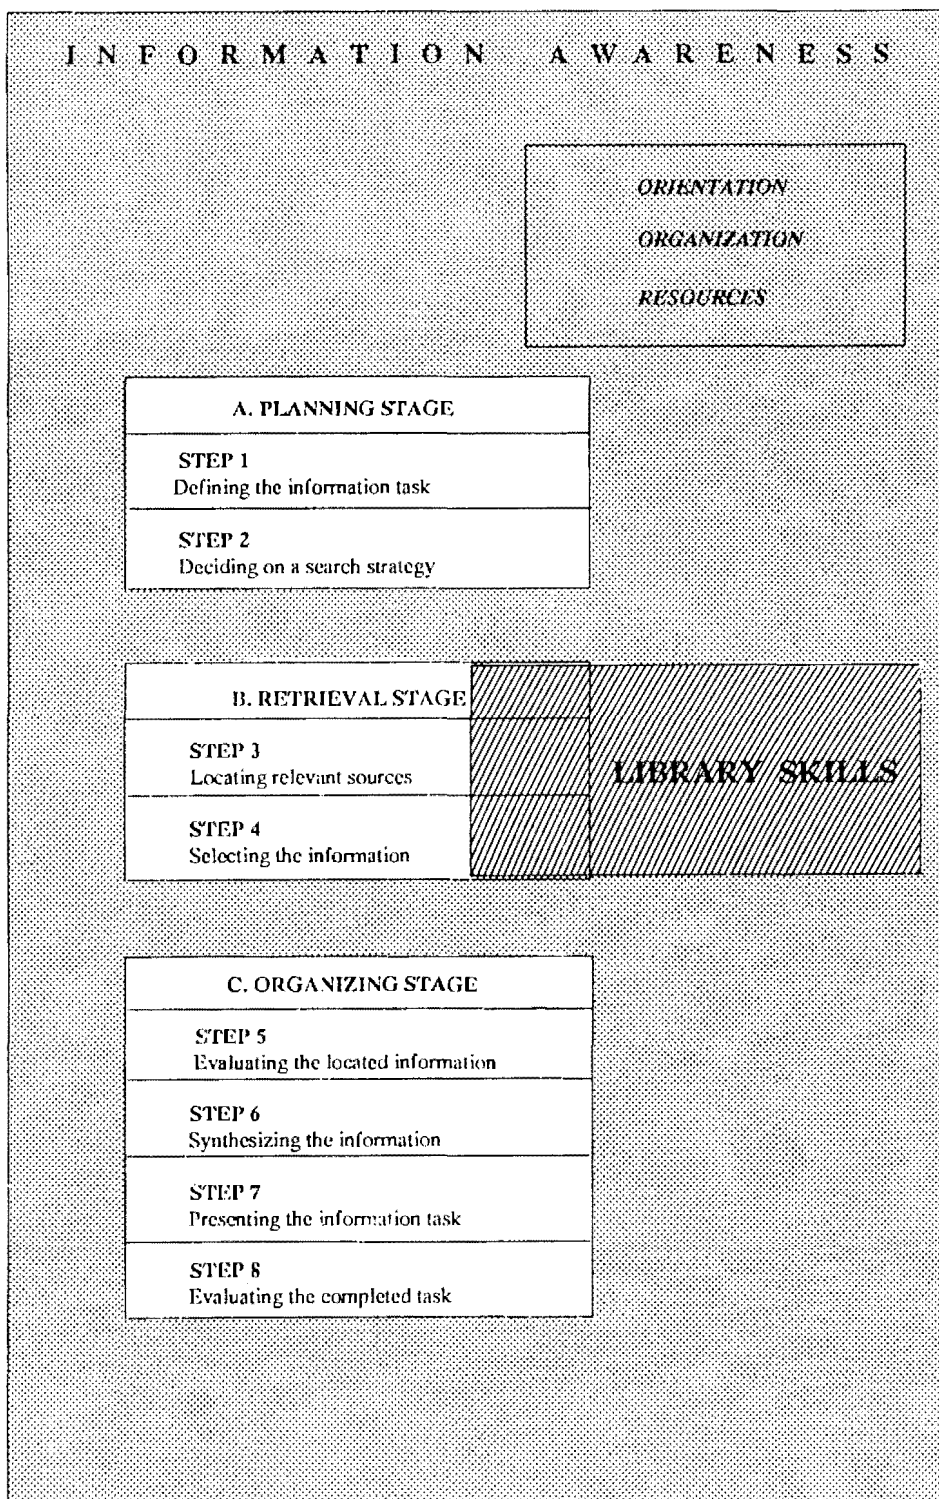 INFORMATION AWARENESS
ORIENTATION
ORGANIZATION
RESOURCES
A. PLANNING STAGE
STEP 1
Defining the information task
STEP 2
Deciding on a search strategy
B. RETRIEVAL STAGE
STEP 3
Locating relevant sources
LIBRARY SKILLS
STEP 4
Selecting the information
C. ORGANIZING STAGE
STEP 5
Evaluating the located information
STEP 6
Synthesizing the information
STEP 7
Presenting the information task
STEP 8
Evaluating the completed task